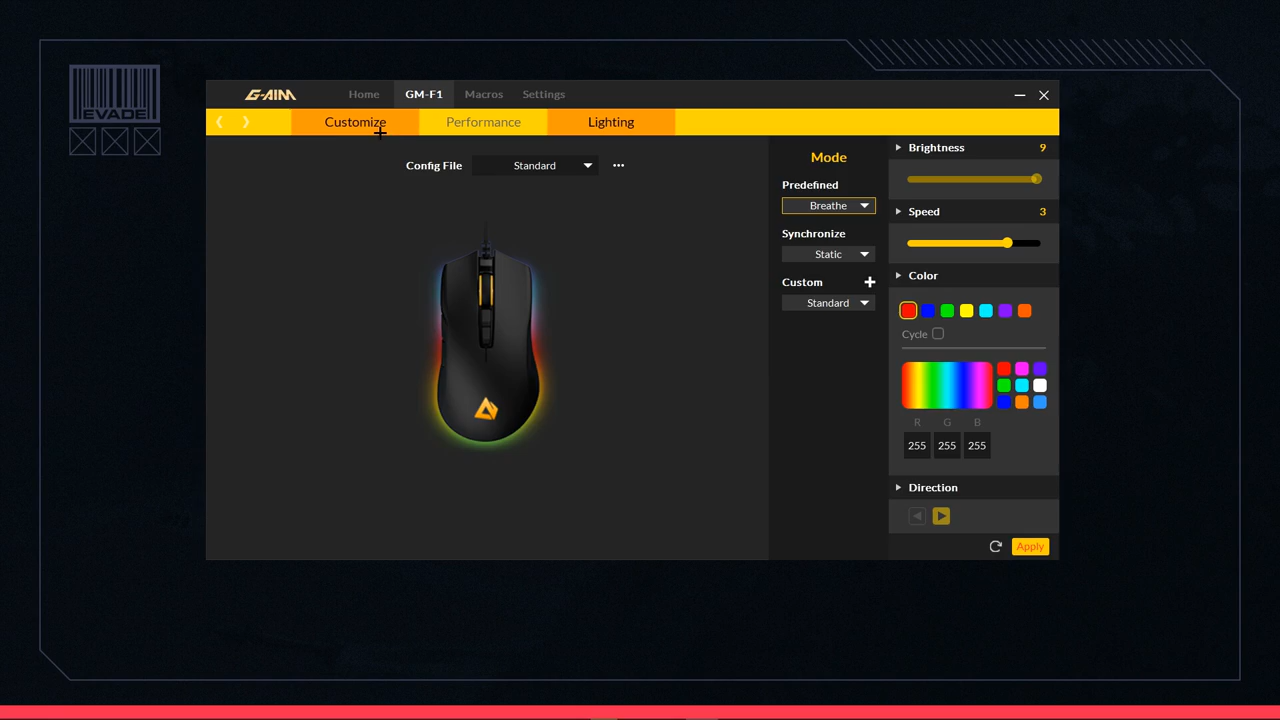 EVADE
G-AIM
Home
GM-F1
Macros
Settings
Customize
Performance
Lighting
Config File
Standard
Mode
Predefined
Breathe
Synchronize
Static
Custom
Standard
Brightness 9
Speed 3
Color
Cycle
R G B
255 255 255
Direction
Apply